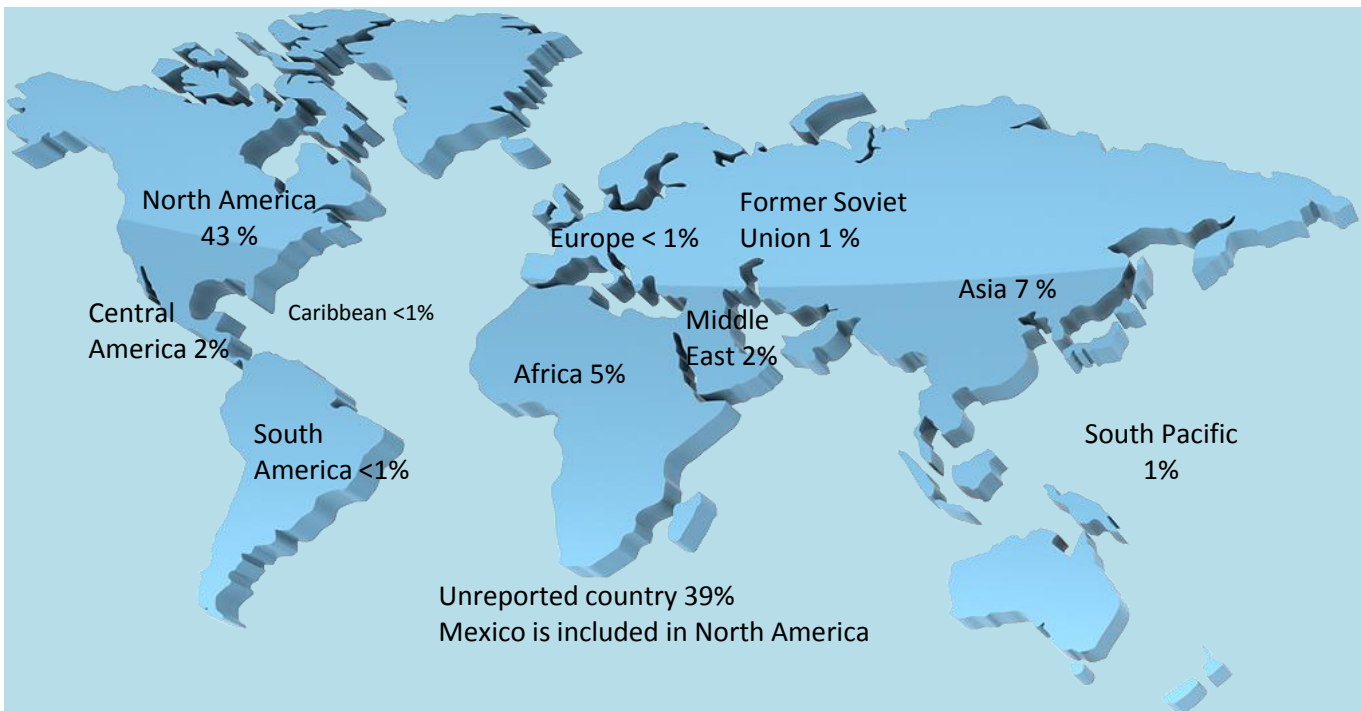 North America
43 %
Europe < 1%
Former Soviet
Union 1 %
Asia 7 %
Central
America 2%
Caribbean <1%
Middle
East 2%
Africa 5%
South
America <1%
South Pacific
1%
Unreported country 39%
Mexico is included in North America